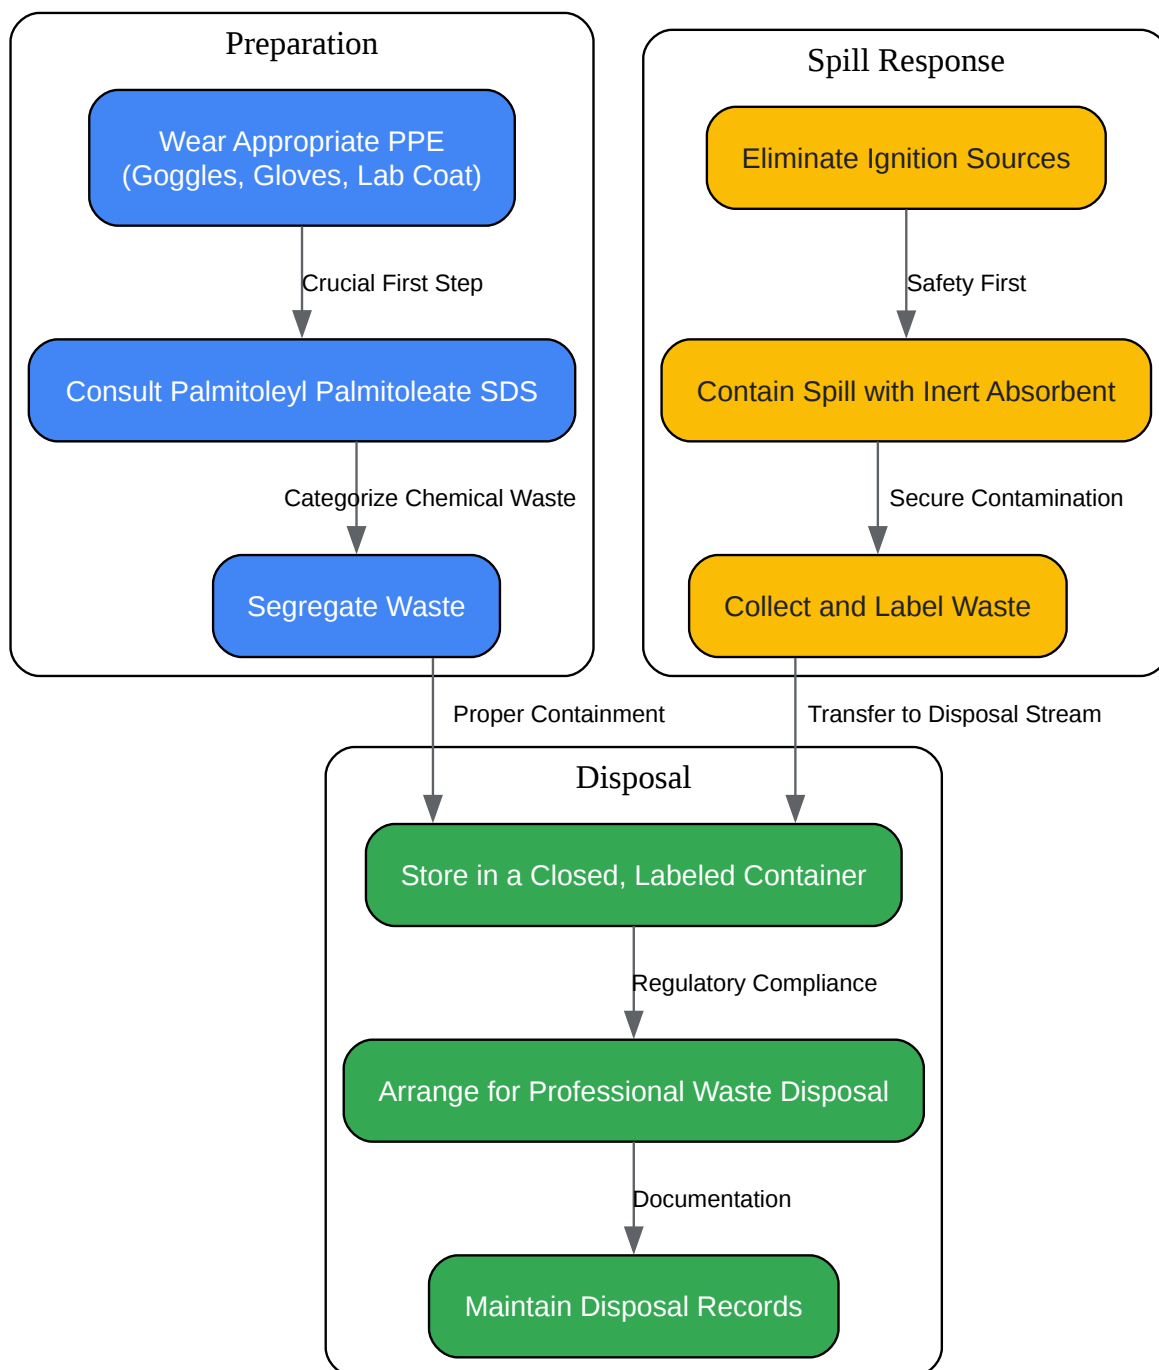 Preparation
Wear Appropriate PPE
(Goggles, Gloves, Lab Coat)
Crucial First Step
Consult Palmitoleyl Palmitoleate SDS
Categorize Chemical Waste
Segregate Waste
Proper Containment
Spill Response
Eliminate Ignition Sources
Safety First
Contain Spill with Inert Absorbent
Secure Contamination
Collect and Label Waste
Transfer to Disposal Stream
Disposal
Store in a Closed, Labeled Container
Regulatory Compliance
Arrange for Professional Waste Disposal
Documentation
Maintain Disposal Records